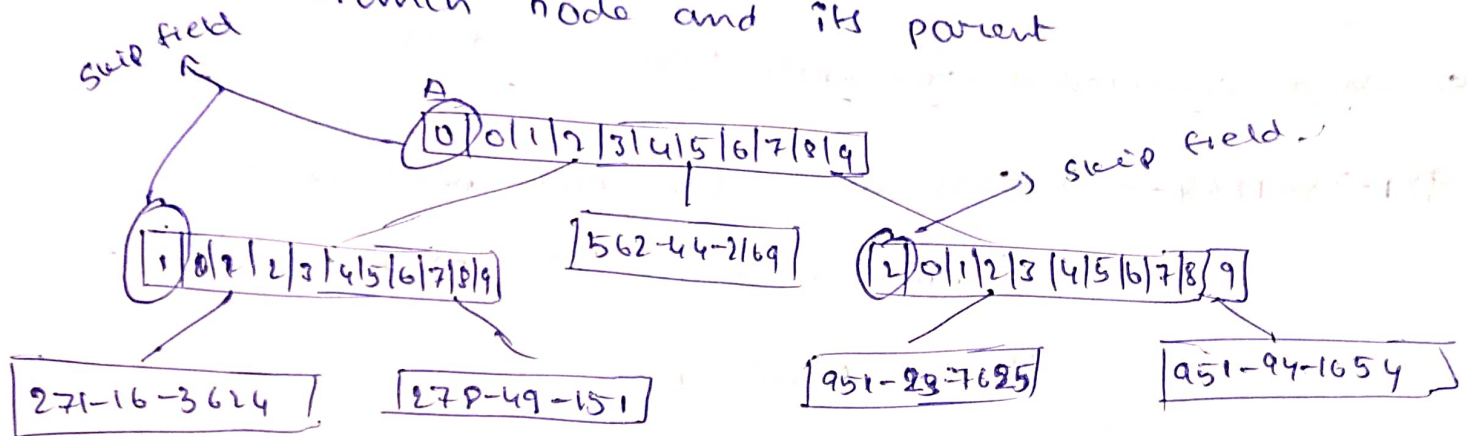 node and its parent
skip field
A
0 0 1 2 3 4 5 6 7 8 9
skip field.
1 0 1 2 3 4 5 6 7 8 9
562-44-2169
2 0 1 2 3 4 5 6 7 8 9
271-16-3624
278-49-151
951-23-7625
951-94-1654